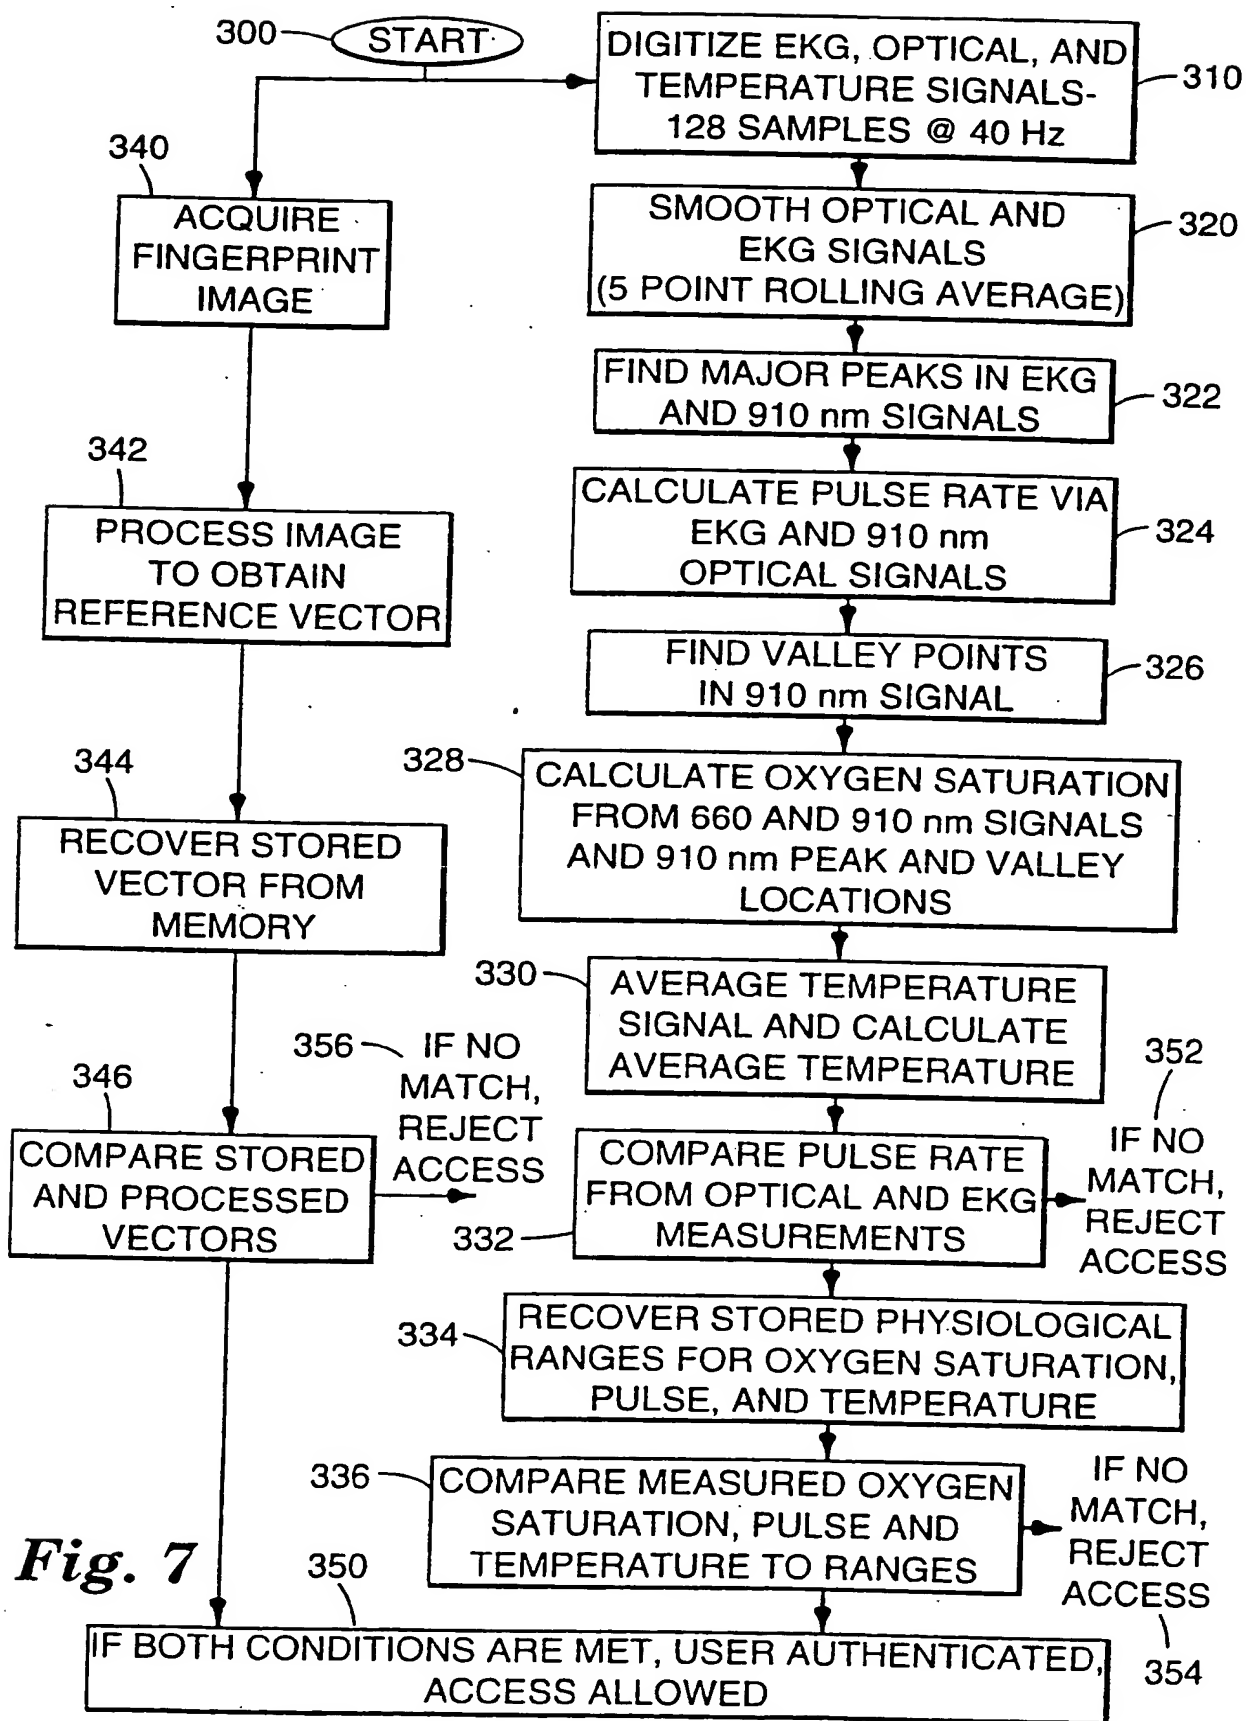 300
START
DIGITIZE EKG, OPTICAL, AND
TEMPERATURE SIGNALS-
128 SAMPLES @ 40 Hz
310
340
ACQUIRE
FINGERPRINT
IMAGE
SMOOTH OPTICAL AND
EKG SIGNALS
(5 POINT ROLLING AVERAGE)
320
FIND MAJOR PEAKS IN EKG
AND 910 nm SIGNALS
322
342
PROCESS IMAGE
TO OBTAIN
REFERENCE VECTOR
CALCULATE PULSE RATE VIA
EKG AND 910 nm
OPTICAL SIGNALS
324
FIND VALLEY POINTS
IN 910 nm SIGNAL
326
344
RECOVER STORED
VECTOR FROM
MEMORY
328
CALCULATE OXYGEN SATURATION
FROM 660 AND 910 nm SIGNALS
AND 910 nm PEAK AND VALLEY
LOCATIONS
330
AVERAGE TEMPERATURE
SIGNAL AND CALCULATE
AVERAGE TEMPERATURE
346
COMPARE STORED
AND PROCESSED
VECTORS
356
IF NO
MATCH,
REJECT
ACCESS
332
COMPARE PULSE RATE
FROM OPTICAL AND EKG
MEASUREMENTS
352
IF NO
MATCH,
REJECT
ACCESS
334
RECOVER STORED PHYSIOLOGICAL
RANGES FOR OXYGEN SATURATION,
PULSE, AND TEMPERATURE
336
COMPARE MEASURED OXYGEN
SATURATION, PULSE AND
TEMPERATURE TO RANGES
IF NO
MATCH,
REJECT
ACCESS
354
Fig. 7
350
IF BOTH CONDITIONS ARE MET, USER AUTHENTICATED,
ACCESS ALLOWED